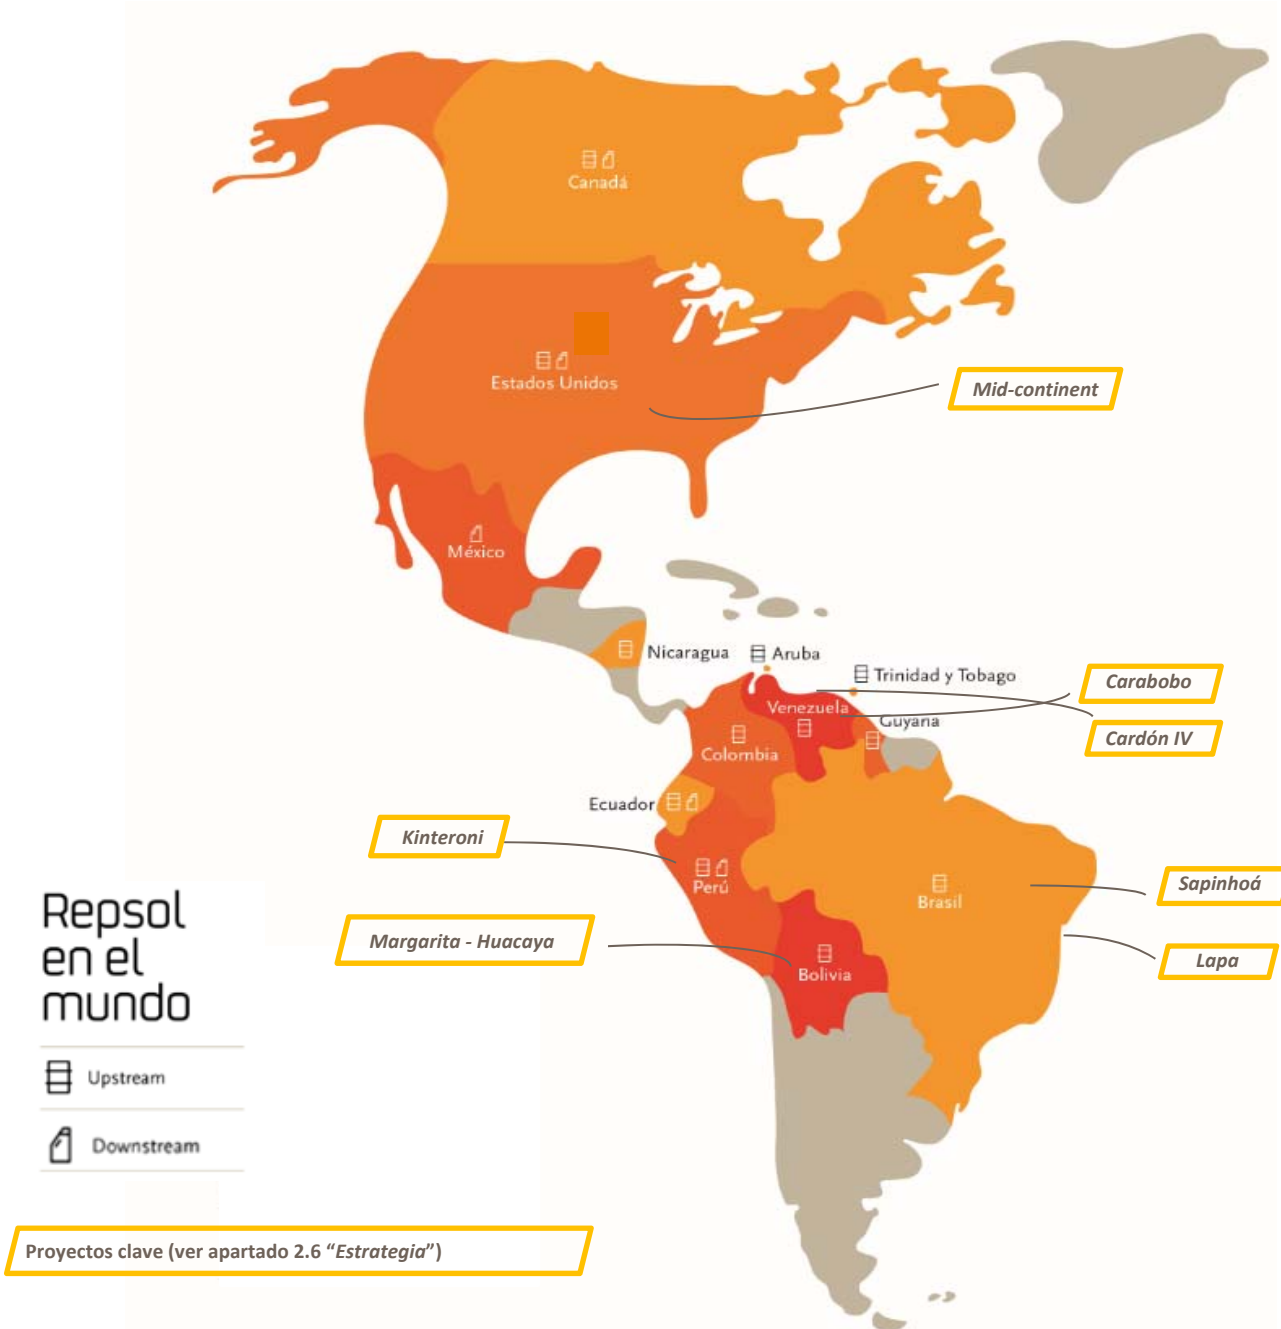 Canadá
Estados Unidos
Mid-continent
México
Nicaragua
Aruba
Trinidad y Tobago
Carabobo
Venezuela
Guyana
Cardón IV
Colombia
Ecuador
Kinteroni
Perú
Sapinhoá
Brasil
Margarita - Huacaya
Lapa
Bolivia
Repsol
en el
mundo
Upstream
Downstream
Proyectos clave (ver apartado 2.6 “Estrategia”)